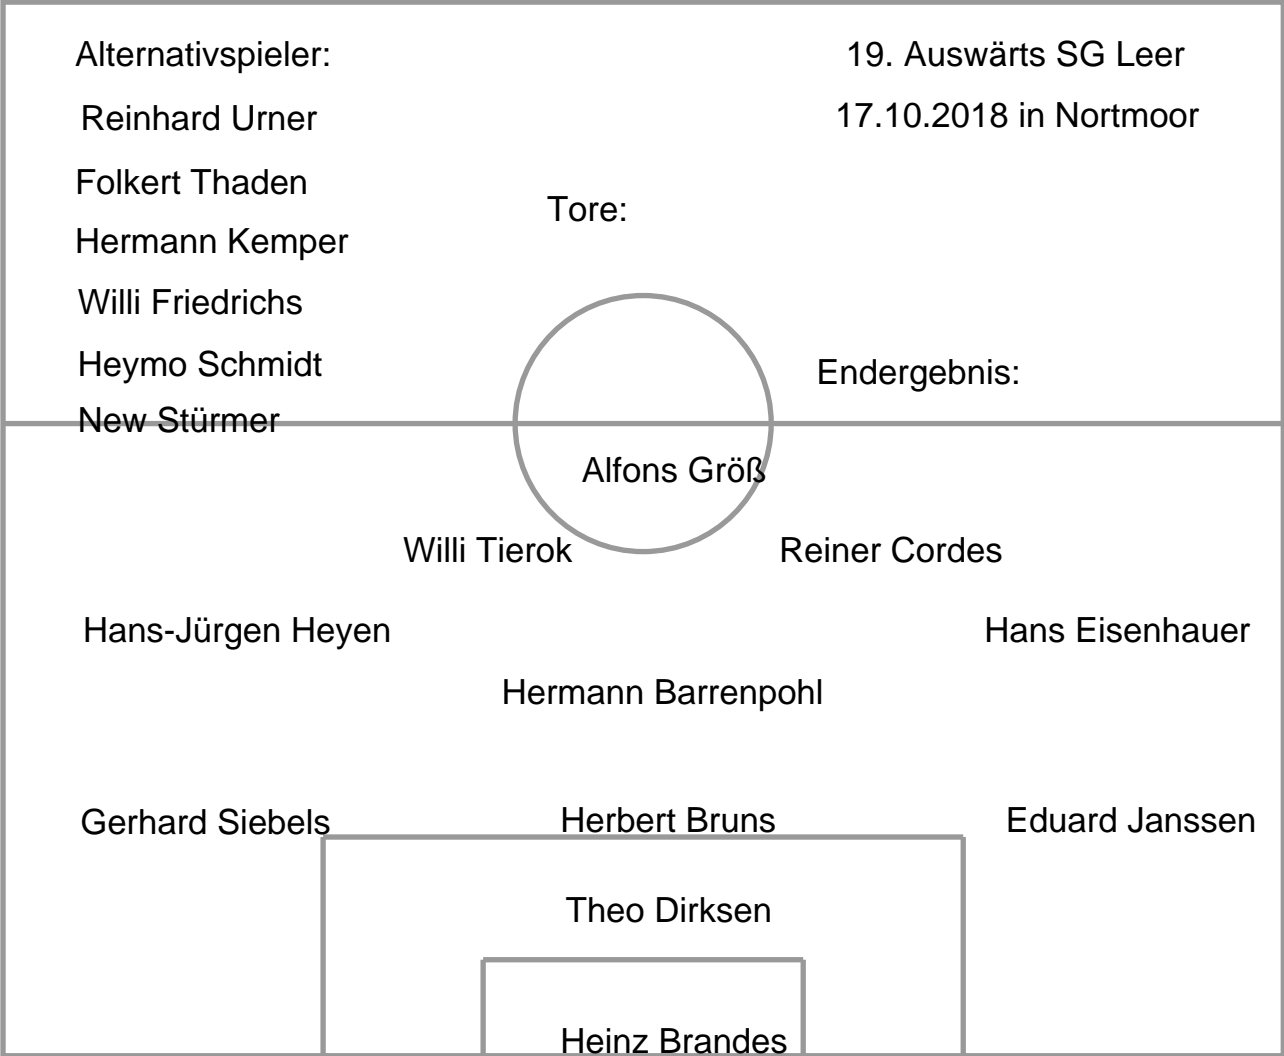 Alternativspieler:
19. Auswärts SG Leer
Reinhard Urner
17.10.2018 in Nortmoor
Folkert Thaden
Tore:
Hermann Kemper
Willi Friedrichs
Heymo Schmidt
Endergebnis:
New Stürmer
Alfons Größ
Willi Tierok
Reiner Cordes
Hans-Jürgen Heyen
Hans Eisenhauer
Hermann Barrenpohl
Gerhard Siebels
Herbert Bruns
Eduard Janssen
Theo Dirksen
Heinz Brandes